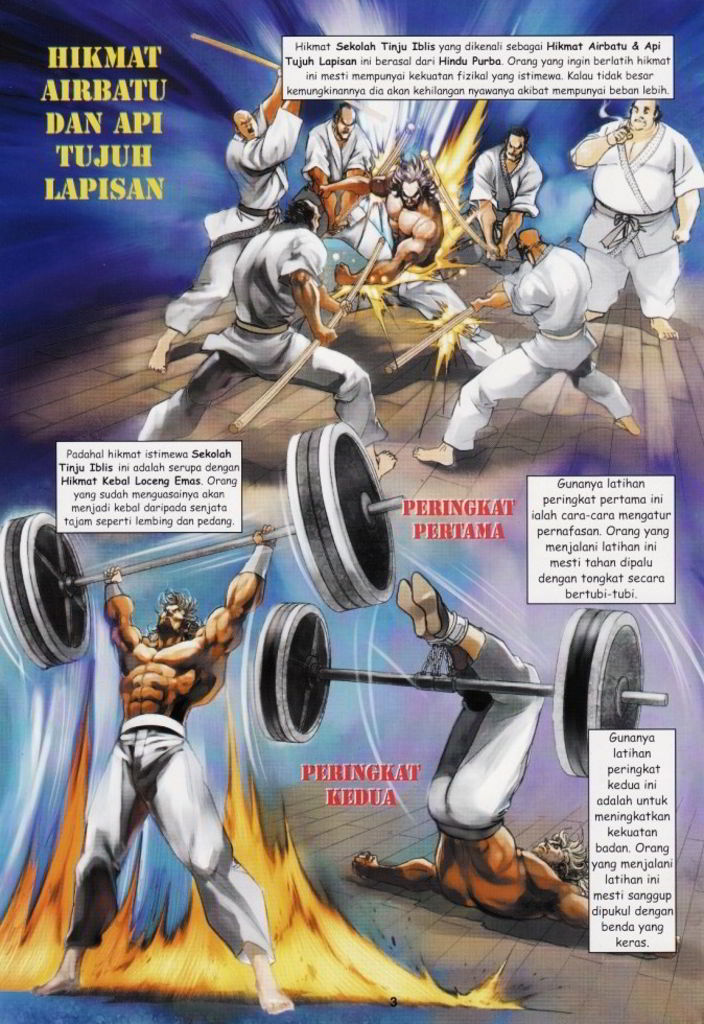 HIKMAT
AIRBATU
DAN API
TUJUH
LAPISAN
Hikmat Sekolah Tinju Iblis yang dikenali sebagai Hikmat Airbatu & Api
Tujuh Lapisan ini berasal dari Hindu Purba. Orang yang ingin berlatih hikmat
ini mesti mempunyai kekuatan fizikal yang istimewa. Kalau tidak besar
kemungkinannya dia akan kehilangan nyawanya akibat mempunyai beban lebih.
Padahal hikmat istimewa Sekolah
Tinju Iblis ini adalah serupa dengan
Hikmat Kebal Loceng Emas. Orang
yang sudah menguasainya akan
menjadi kebal daripada senjata
tajam seperti lembing dan pedang.
PERINGKAT
PERTAMA
Gunanya latihan
peringkat pertama ini
ialah cara-cara mengatur
pernafasan. Orang yang
menjalani latihan ini
mesti tahan dipalu
dengan tongkat secara
bertubi-tubi.
PERINGKAT
KEDUA
Gunanya
latihan
peringkat
kedua ini
adalah untuk
meningkatkan
kekuatan
badan. Orang
yang menjalani
latihan ini
mesti sanggup
dipukul dengan
benda yang
keras.
3